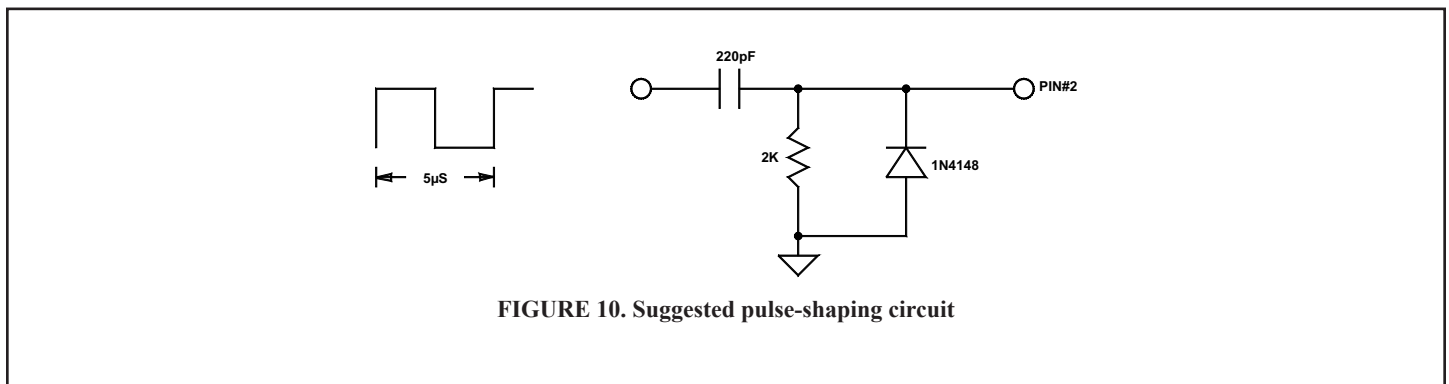 220pF
PIN#2
2K
1N4148
5µS
FIGURE 10. Suggested pulse-shaping circuit